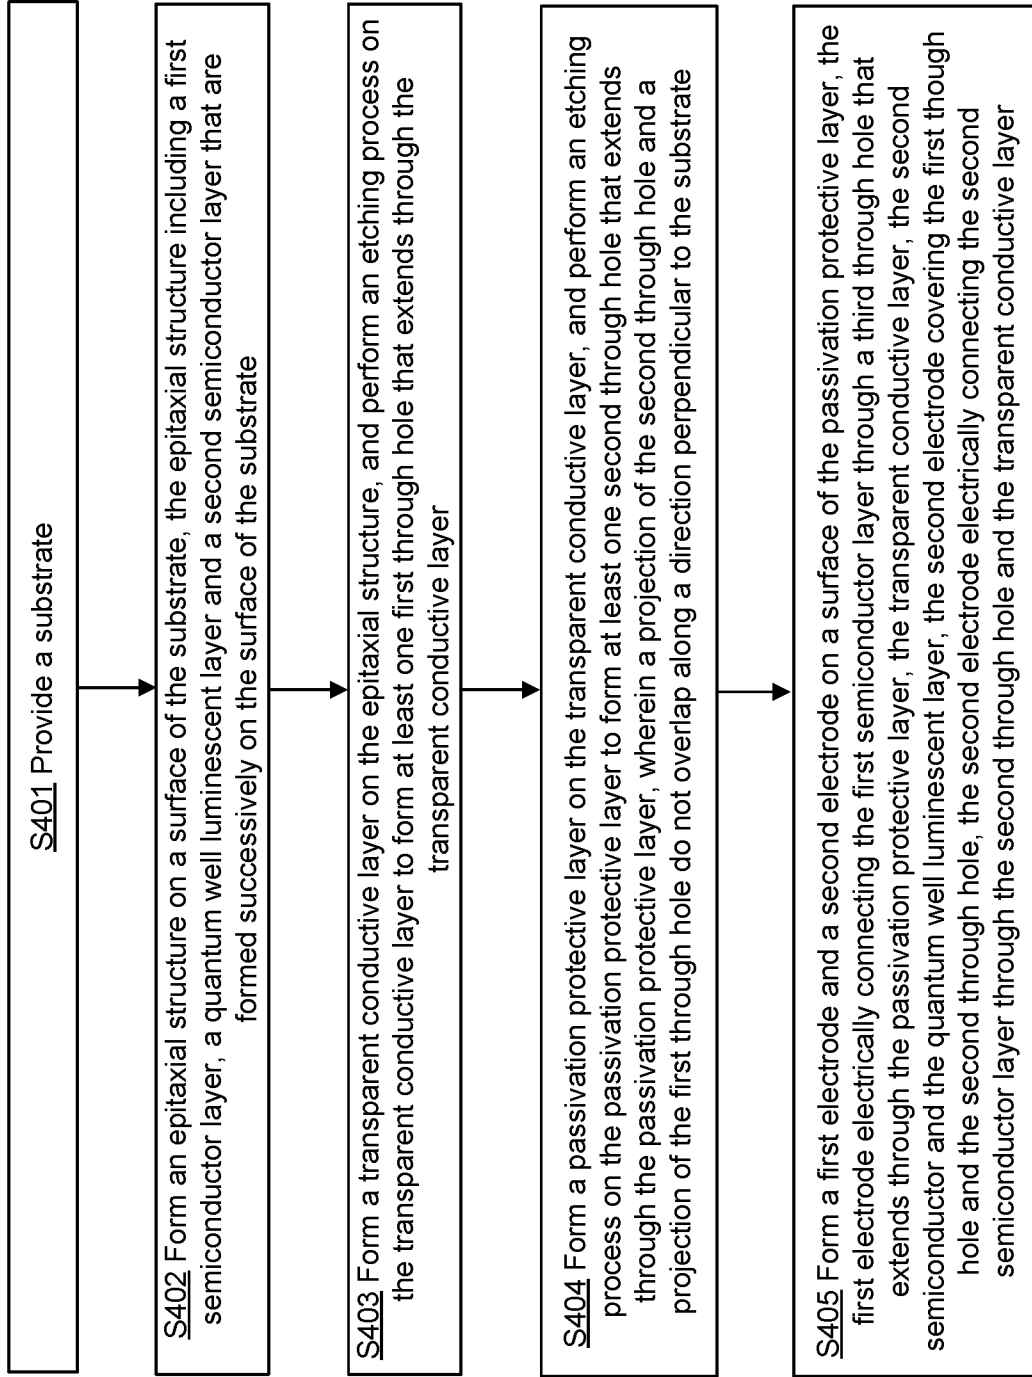 S401 Provide a substrate
S402 Form an epitaxial structure on a surface of the substrate, the epitaxial structure including a first
semiconductor layer, a quantum well luminescent layer and a second semiconductor layer that are
formed successively on the surface of the substrate
S403 Form a transparent conductive layer on the epitaxial structure, and perform an etching process on
the transparent conductive layer to form at least one first through hole that extends through the
transparent conductive layer
S404 Form a passivation protective layer on the transparent conductive layer, and perform an etching
process on the passivation protective layer to form at least one second through hole that extends
through the passivation protective layer, wherein a projection of the second through hole and a
projection of the first through hole do not overlap along a direction perpendicular to the substrate
S405 Form a first electrode and a second electrode on a surface of the passivation protective layer, the
first electrode electrically connecting the first semiconductor layer through a third through hole that
extends through the passivation protective layer, the transparent conductive layer, the second
semiconductor and the quantum well luminescent layer, the second electrode covering the first though
hole and the second through hole, the second electrode electrically connecting the second
semiconductor layer through the second through hole and the transparent conductive layer